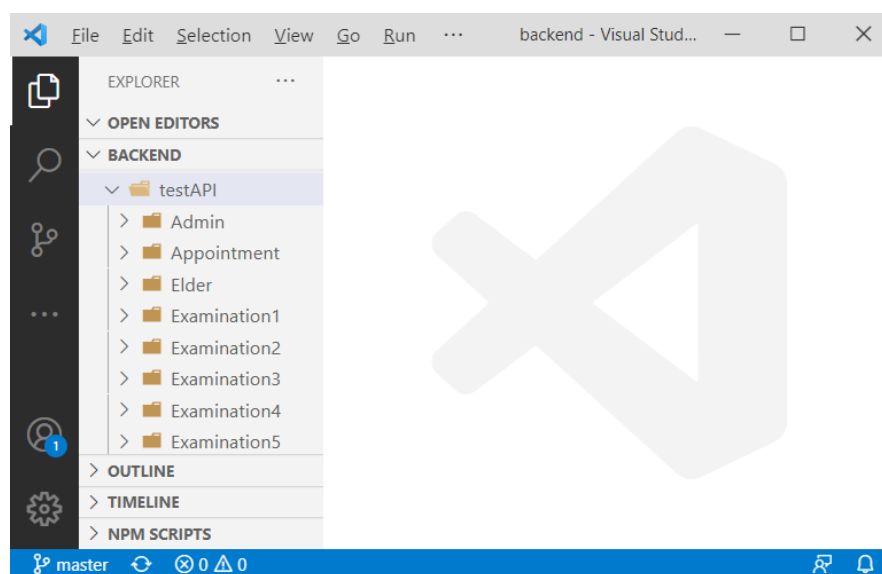 File Edit Selection View Go Run ··· backend - Visual Stud...
EXPLORER ···
OPEN EDITORS
BACKEND
testAPI
Admin
Appointment
Elder
Examination1
Examination2
Examination3
Examination4
Examination5
1
OUTLINE
TIMELINE
NPM SCRIPTS
master 0 0